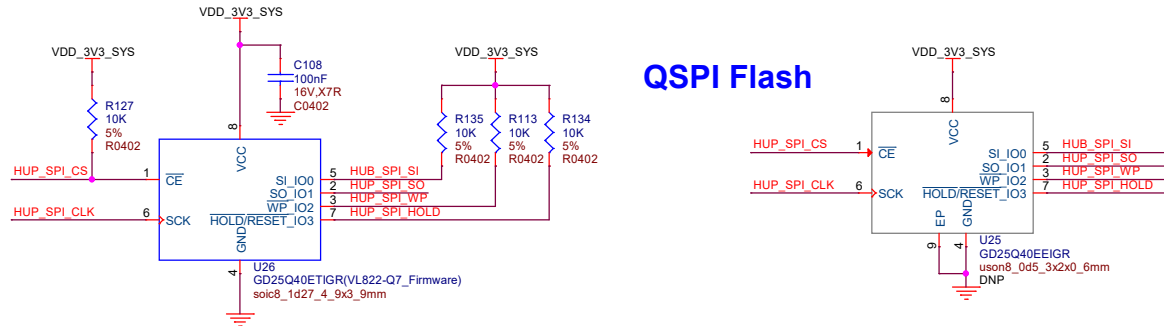 VDD_3V3_SYS
VDD_3V3_SYS
VDD_3V3_SYS
VDD_3V3_SYS
QSPI Flash
C108
100nF
16V,X7R
C0402
R127
10K
5%
R0402
R135
10K
5%
R0402
R113
10K
5%
R0402
R134
10K
5%
R0402
8
VCC
HUP_SPI_CS
1
CE
HUP_SPI_CLK
6
SCK
SI_IO0
5
HUB_SPI_SI
SO_IO1
2
HUP_SPI_SO
WP_IO2
3
HUP_SPI_WP
HOLD/RESET_IO3
7
HUP_SPI_HOLD
GND
4
U26
GD25Q40ETIGR(VL822-Q7_Firmware)
soic8_1d27_4_9x3_9mm
8
VCC
HUP_SPI_CS
1
CE
HUP_SPI_CLK
6
SCK
SI_IO0
5
HUB_SPI_SI
SO_IO1
2
HUP_SPI_SO
WP_IO2
3
HUP_SPI_WP
HOLD/RESET_IO3
7
HUP_SPI_HOLD
EP
GND
9
4
U25
GD25Q40EEIGR
uson8_0d5_3x2x0_6mm
DNP